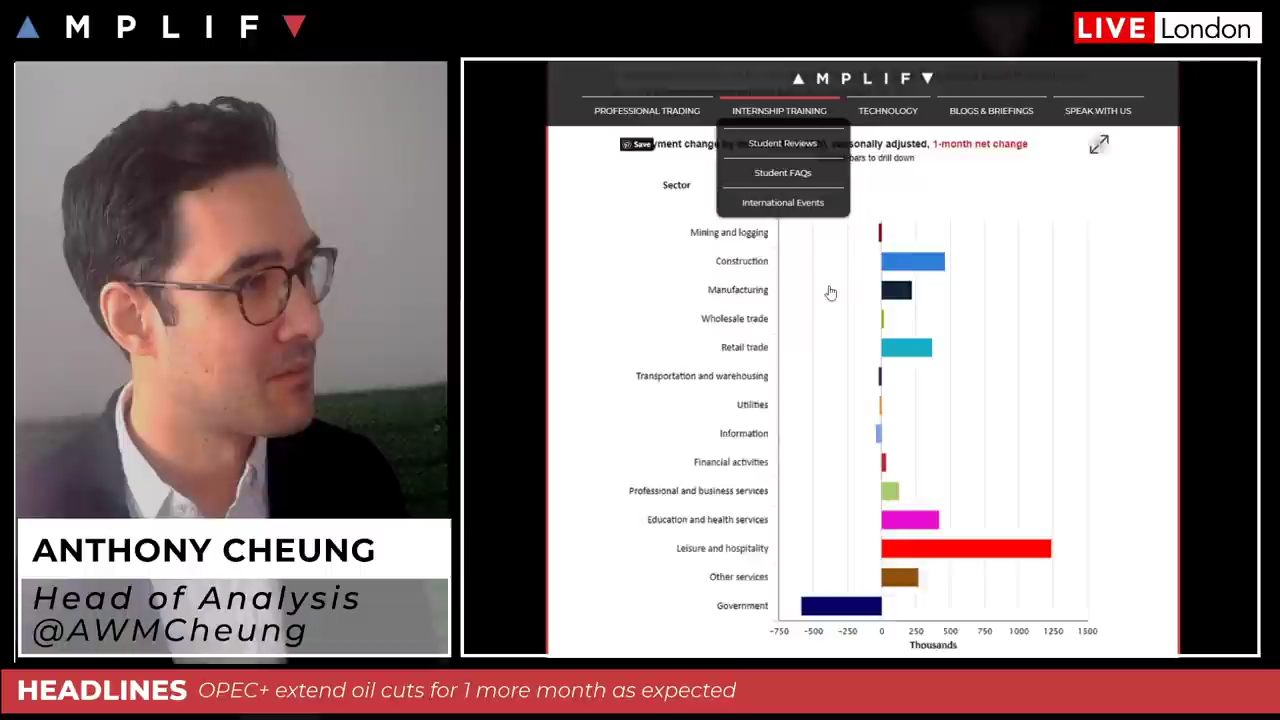 AMPLIFY
LIVE London
AMPLIFY
PROFESSIONAL TRADING
INTERNSHIP TRAINING
TECHNOLOGY
BLOGS & BRIEFINGS
SPEAK WITH US
Student Reviews
Student FAQs
International Events
Save
1-month net change
bars to drill down
Sector
Mining and logging
Construction
Manufacturing
Wholesale trade
Retail trade
Transportation and warehousing
Utilities
Information
Financial activities
Professional and business services
Education and health services
Leisure and hospitality
Other services
Government
-750 -500 -250 0 250 500 750 1000 1250 1500
Thousands
ANTHONY CHEUNG
Head of Analysis
@AWMCheung
HEADLINES OPEC+ extend oil cuts for 1 more month as expected